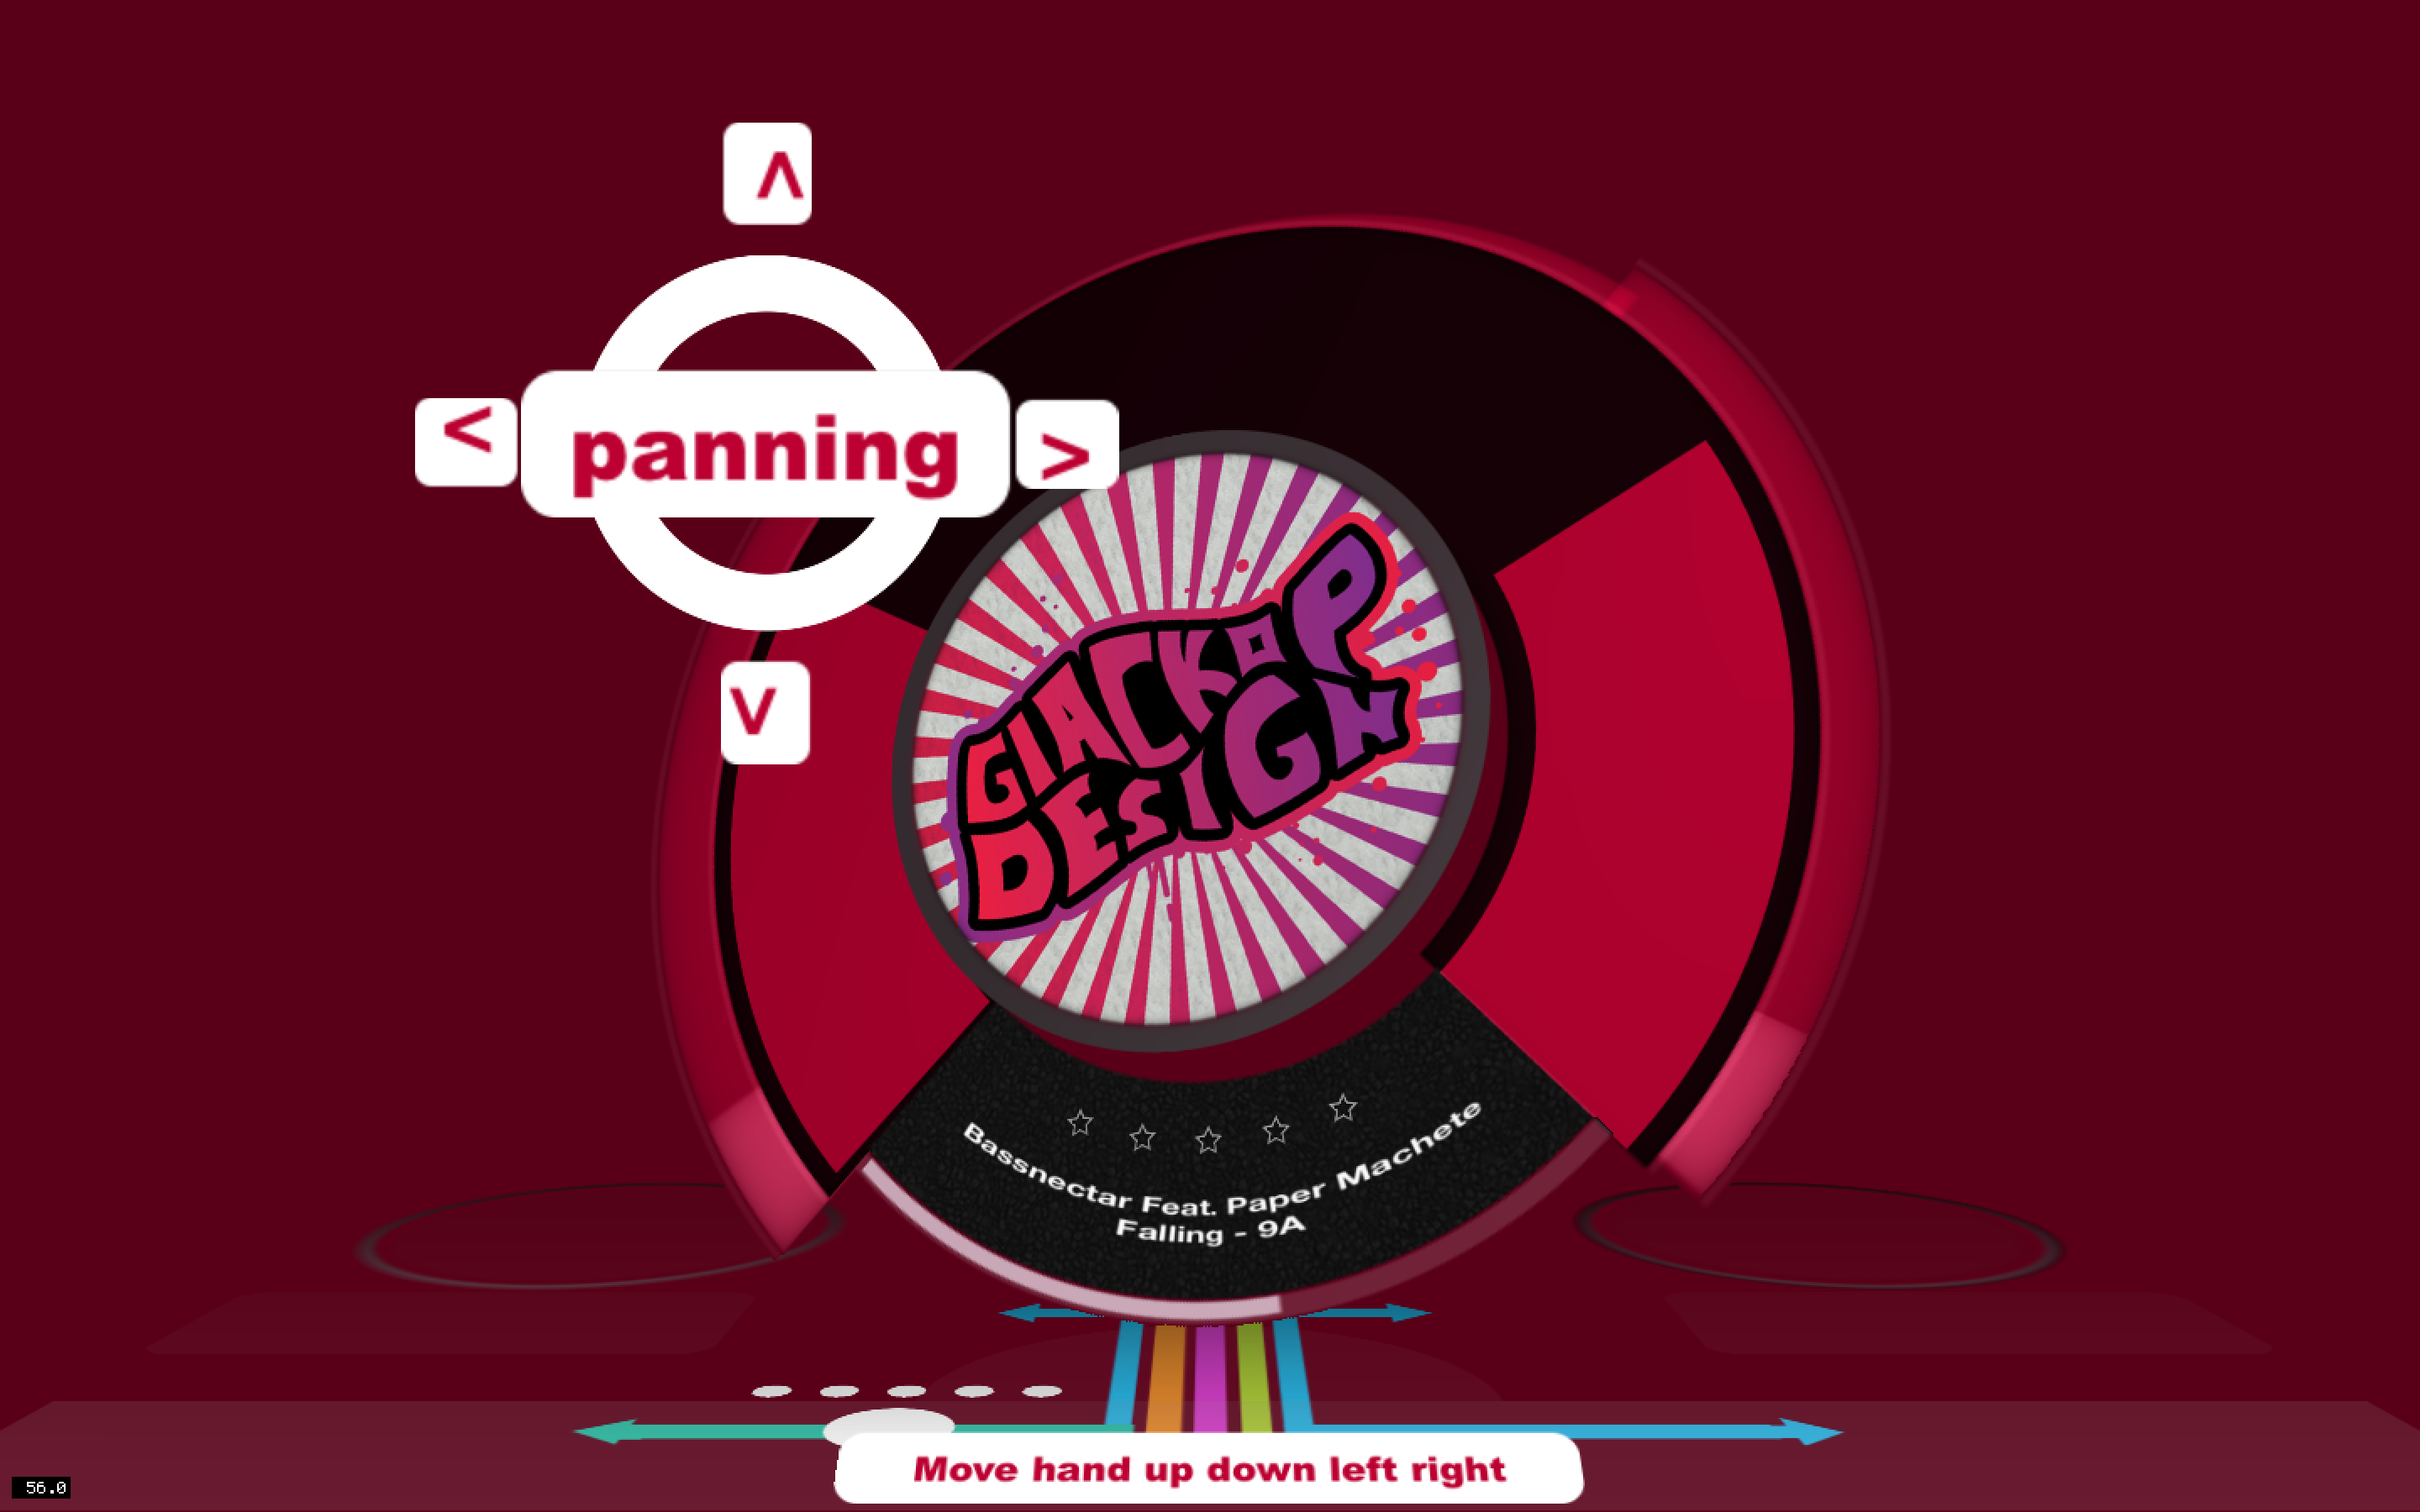 ^
< panning >
v
GIACKOP
DESIGN
Bassnectar Feat. Paper Machete
Falling - 9A
Move hand up down left right
56.0